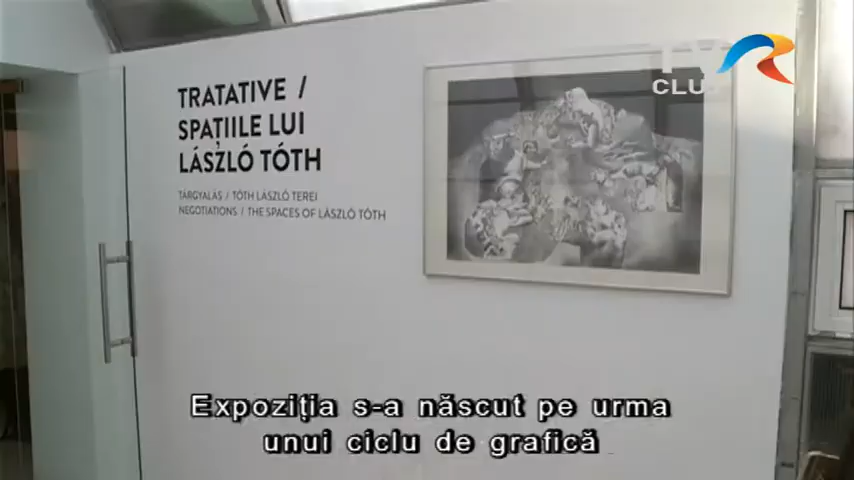 TRATATIVE /
SPAȚIILE LUI
LÁSZLÓ TÓTH
TÁRGYALÁS / TÓTH LÁSZLÓ TEREI
NEGOTIATIONS / THE SPACES OF LÁSZLÓ TÓTH
TVR
CLUJ
Expoziția s-a născut pe urma
unui ciclu de grafică